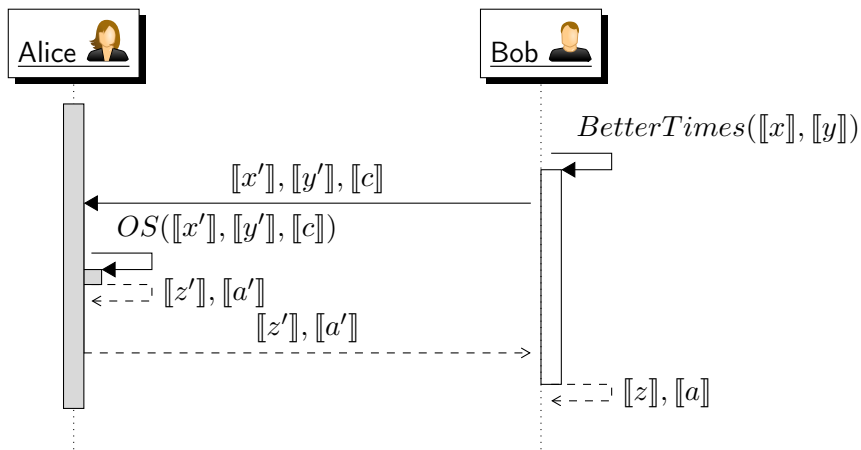 Alice
Bob
BetterTimes(⟦x⟧, ⟦y⟧)
⟦x′⟧, ⟦y′⟧, ⟦c⟧
OS(⟦x′⟧, ⟦y′⟧, ⟦c⟧)
⟦z′⟧, ⟦a′⟧
⟦z′⟧, ⟦a′⟧
⟦z⟧, ⟦a⟧